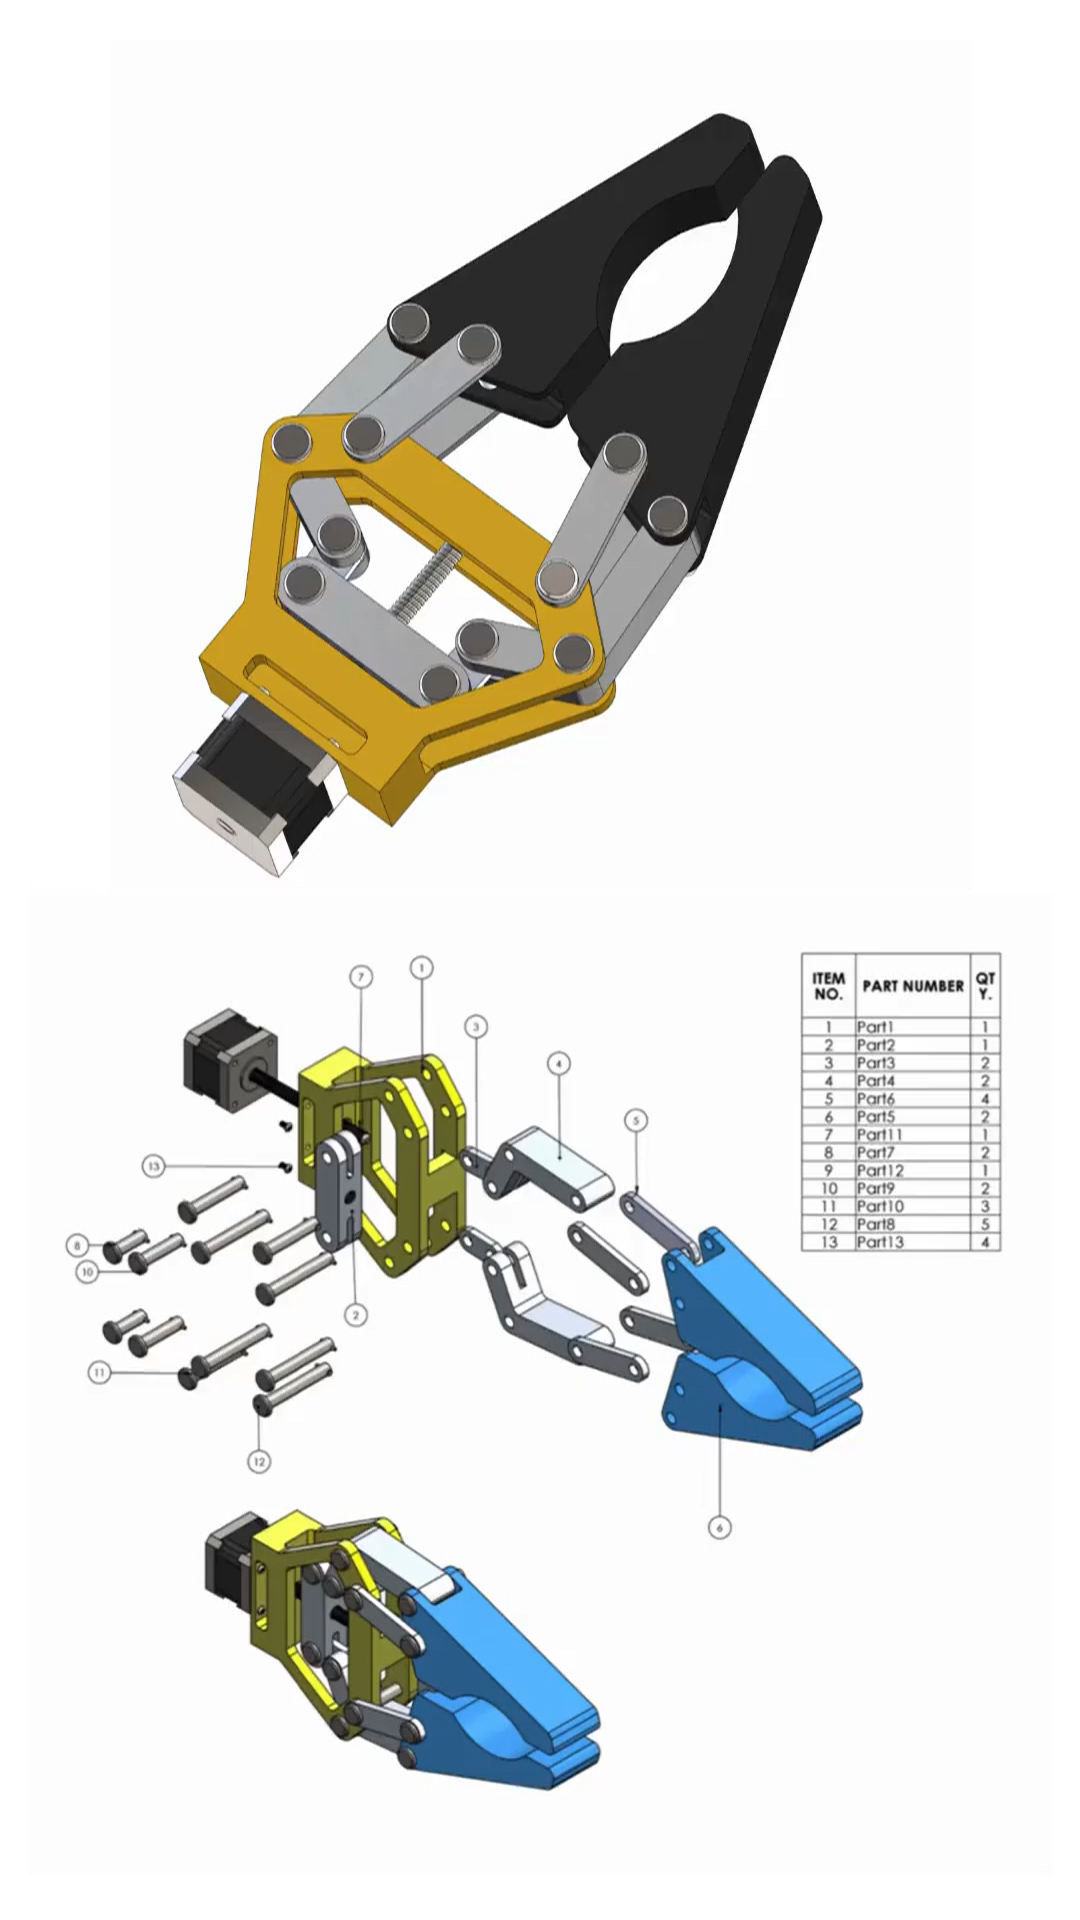 7
1
3
4
5
13
8
10
2
11
12
6
ITEM NO. PART NUMBER QT Y.
1 Part1 1
2 Part2 1
3 Part3 2
4 Part4 2
5 Part6 4
6 Part5 2
7 Part11 1
8 Part7 2
9 Part12 1
10 Part9 2
11 Part10 3
12 Part8 5
13 Part13 4